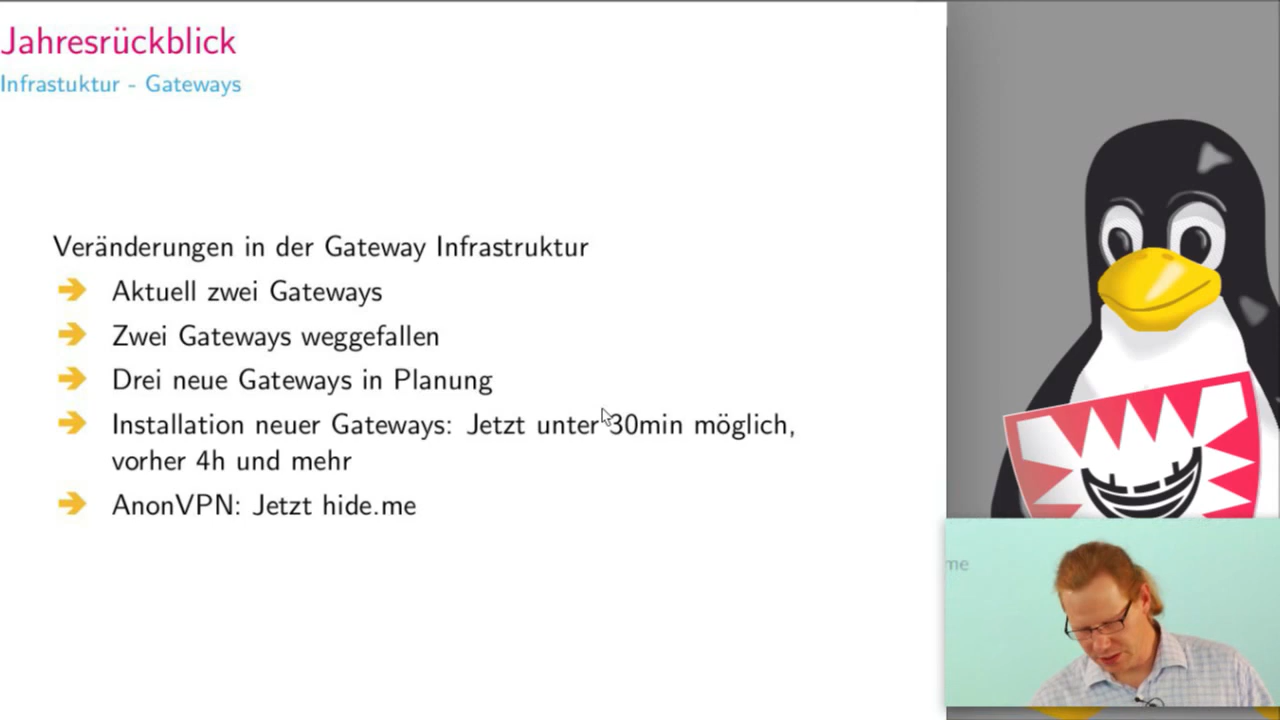 Jahresrückblick
Infrastuktur - Gateways
Veränderungen in der Gateway Infrastruktur
Aktuell zwei Gateways
Zwei Gateways weggefallen
Drei neue Gateways in Planung
Installation neuer Gateways: Jetzt unter 30min möglich,
vorher 4h und mehr
AnonVPN: Jetzt hide.me
me